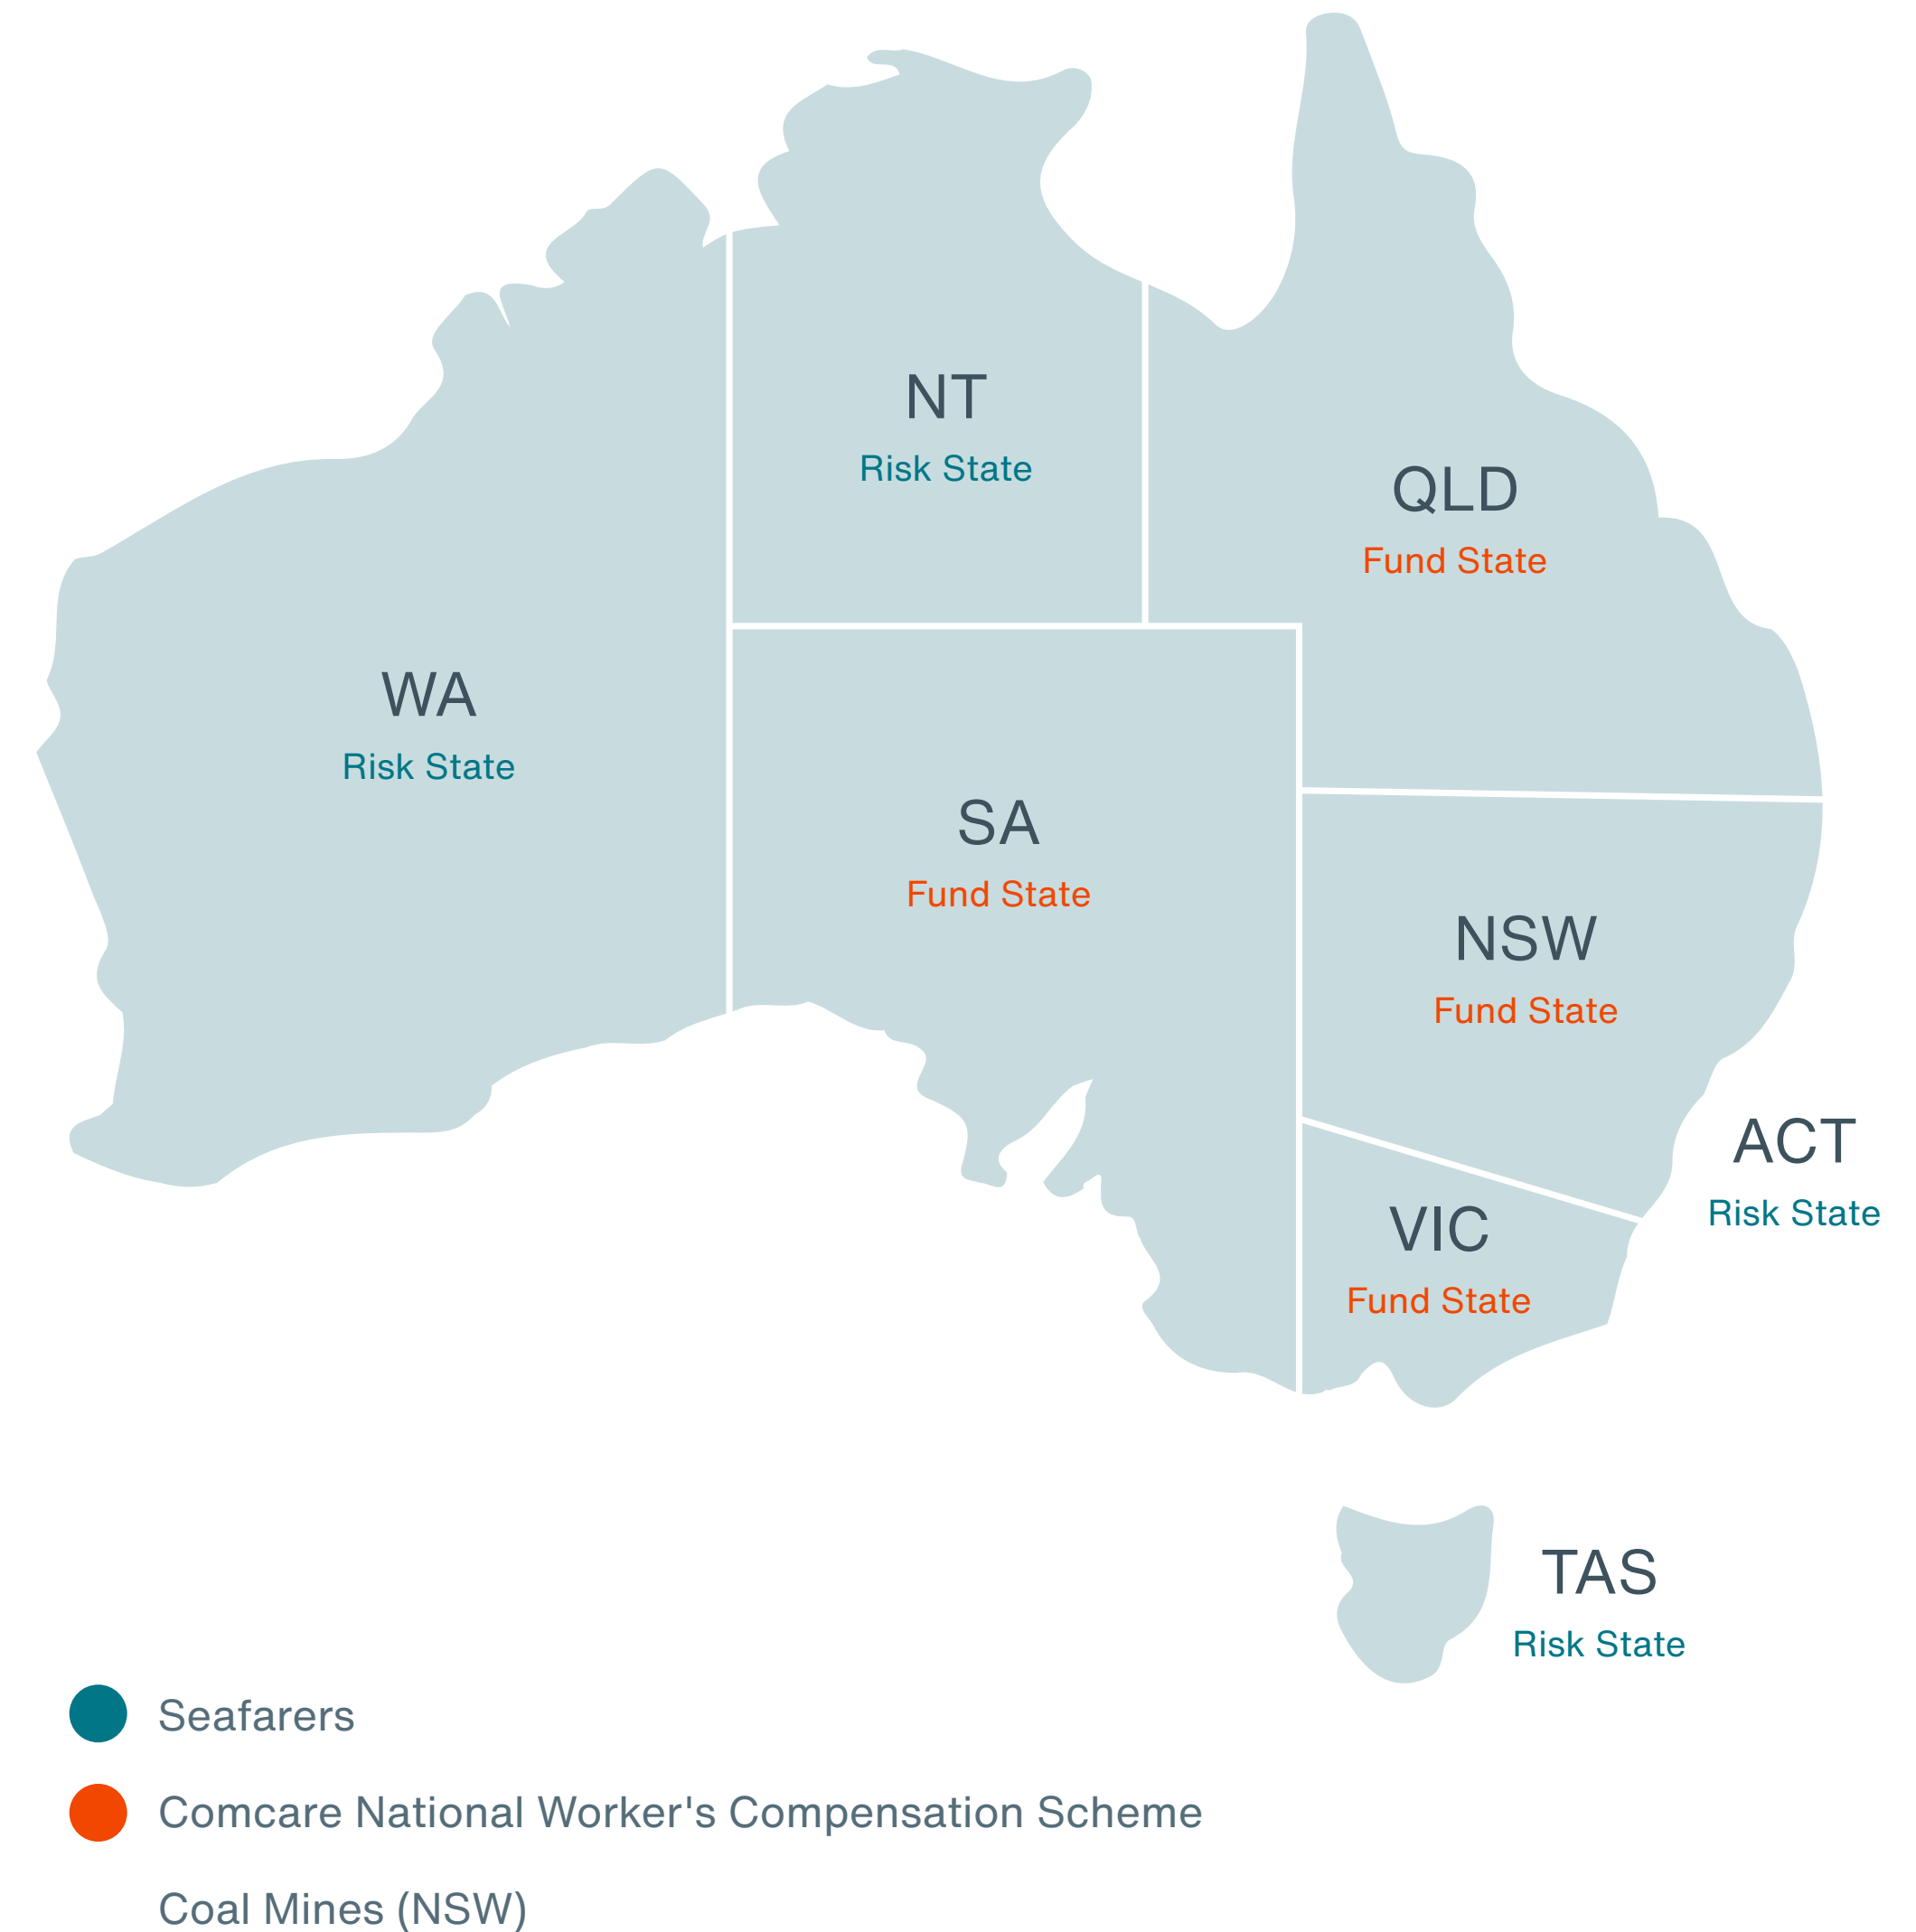 NT
Risk State
QLD
Fund State
WA
Risk State
SA
Fund State
NSW
Fund State
ACT
Risk State
VIC
Fund State
TAS
Risk State
Seafarers
Comcare National Worker's Compensation Scheme
Coal Mines (NSW)